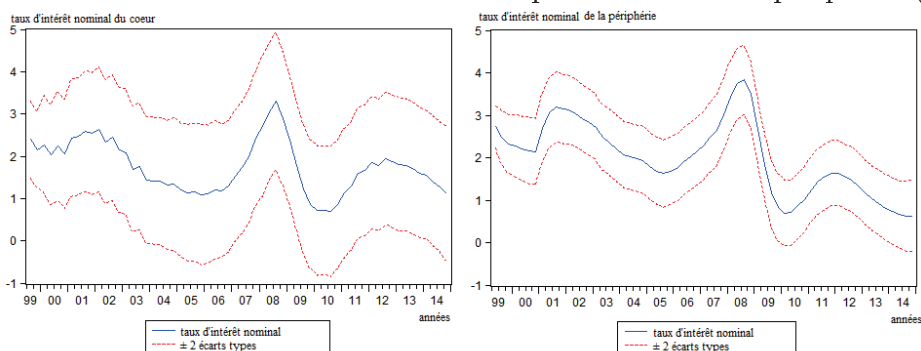 taux d'intérêt nominal du coeur
5
4
3
2
1
0
-1
99 00 01 02 03 04 05 06 07 08 09 10 11 12 13 14
années
taux d'intérêt nominal
± 2 écarts types
taux d'intérêt nominal de la périphérie
5
4
3
2
1
0
-1
99 00 01 02 03 04 05 06 07 08 09 10 11 12 13 14
années
taux d'intérêt nominal
± 2 écarts types